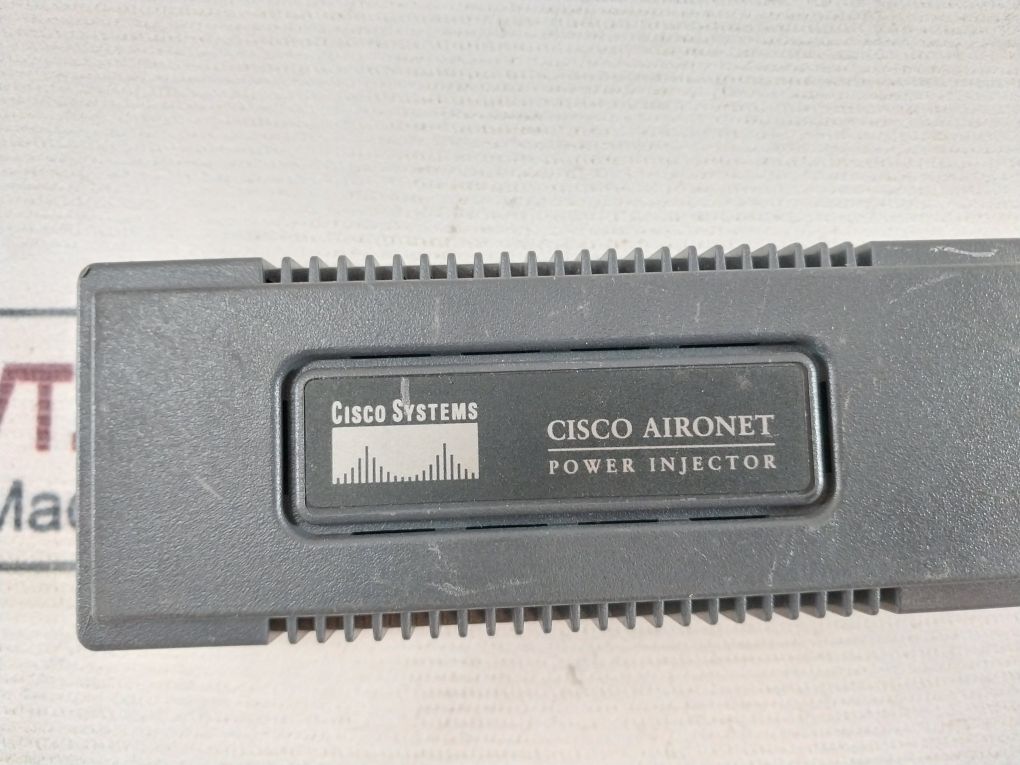 CISCO SYSTEMS
CISCO AIRONET
POWER INJECTOR